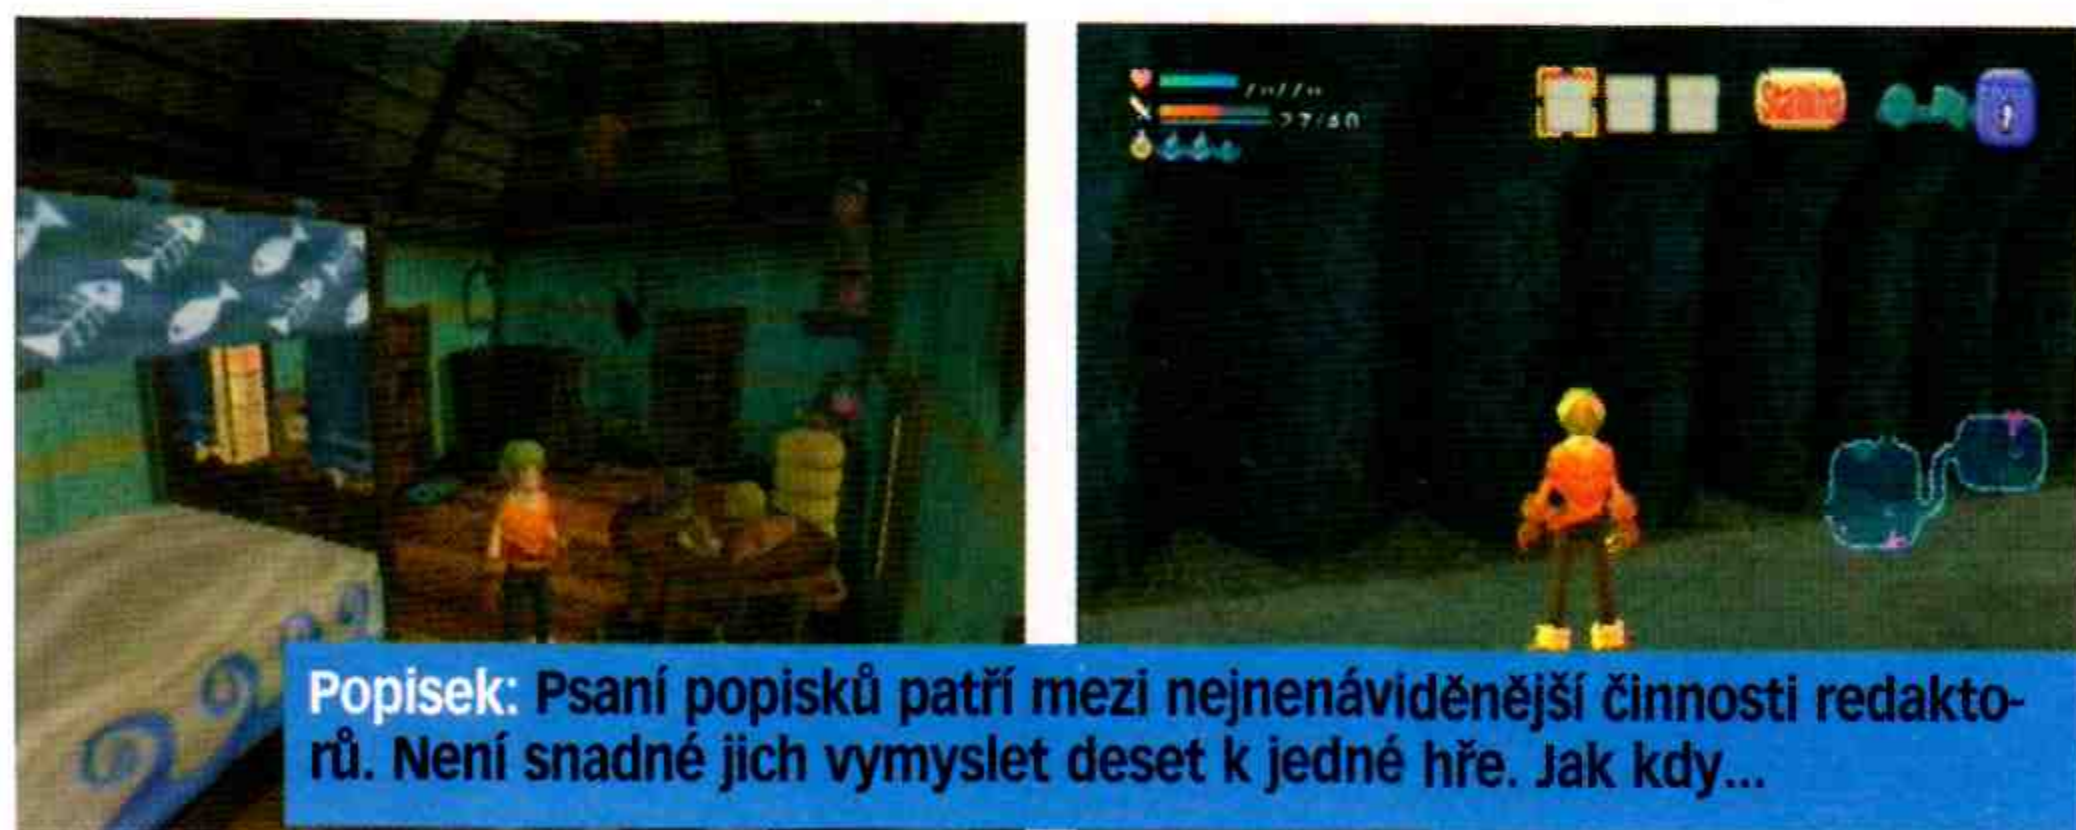 27/40
Popisek: Psaní popisků patří mezi nejnenáviděnější činnosti redakto-
rů. Není snadné jich vymyslet deset k jedné hře. Jak kdy...